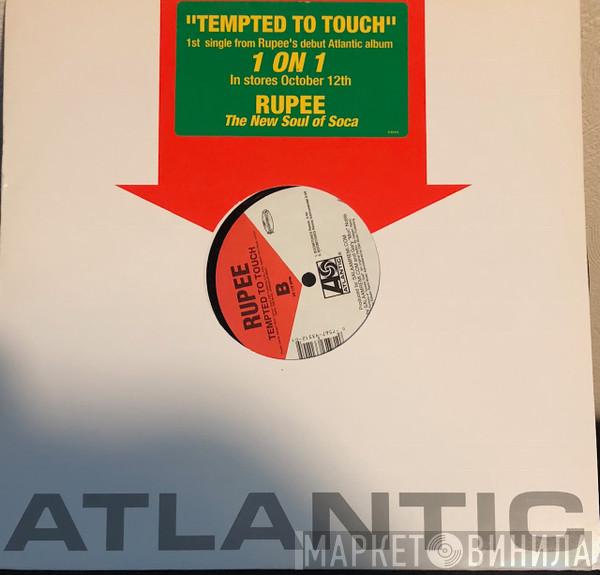 "TEMPTED TO TOUCH"
1st single from Rupee's debut Atlantic album
1 ON 1
In stores October 12th
RUPEE
The New Soul of Soca
RUPEE
TEMPTED TO TOUCH
B
ATLANTIC
ATLANTIC
МАРКЕТ ВИНИЛА